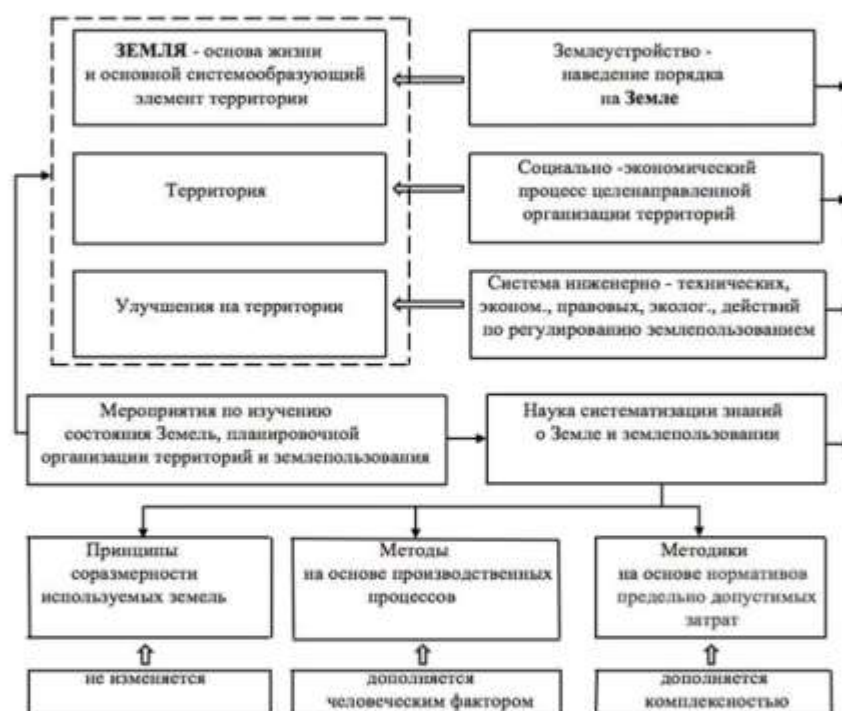 ЗЕМЛЯ - основа жизни
и основной системообразующий
элемент территории
Землеустройство -
наведение порядка
на Земле
Территория
Социально -экономический
процесс целенаправленной
организации территорий
Улучшения на территории
Система инженерно - технических,
эконом., правовых, эколог., действий
по регулированию землепользованием
Мероприятия по изучению
состояния Земель, планировочной
организации территорий и землепользования
Наука систематизации знаний
о Земле и землепользовании
Принципы
соразмерности
используемых земель
Методы
на основе производственных
процессов
Методики
на основе нормативов
предельно допустимых
затрат
не изменяется
дополняется
человеческим фактором
дополняется
комплексностью